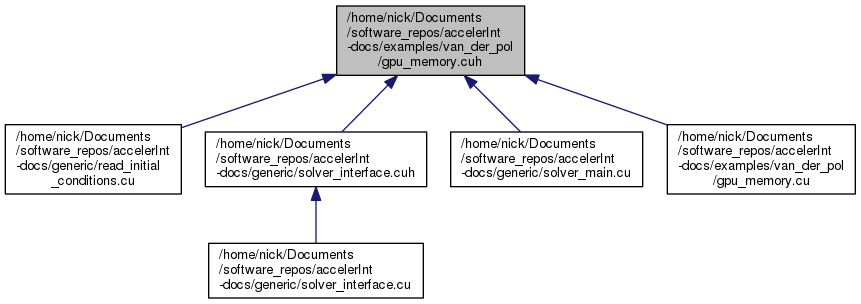 /home/nick/Documents
/software_repos/accelerInt
-docs/examples/van_der_pol
/gpu_memory.cuh
/home/nick/Documents
/software_repos/accelerInt
-docs/generic/read_initial
_conditions.cu
/home/nick/Documents
/software_repos/accelerInt
-docs/generic/solver_interface.cuh
/home/nick/Documents
/software_repos/accelerInt
-docs/generic/solver_main.cu
/home/nick/Documents
/software_repos/accelerInt
-docs/examples/van_der_pol
/gpu_memory.cu
/home/nick/Documents
/software_repos/accelerInt
-docs/generic/solver_interface.cu